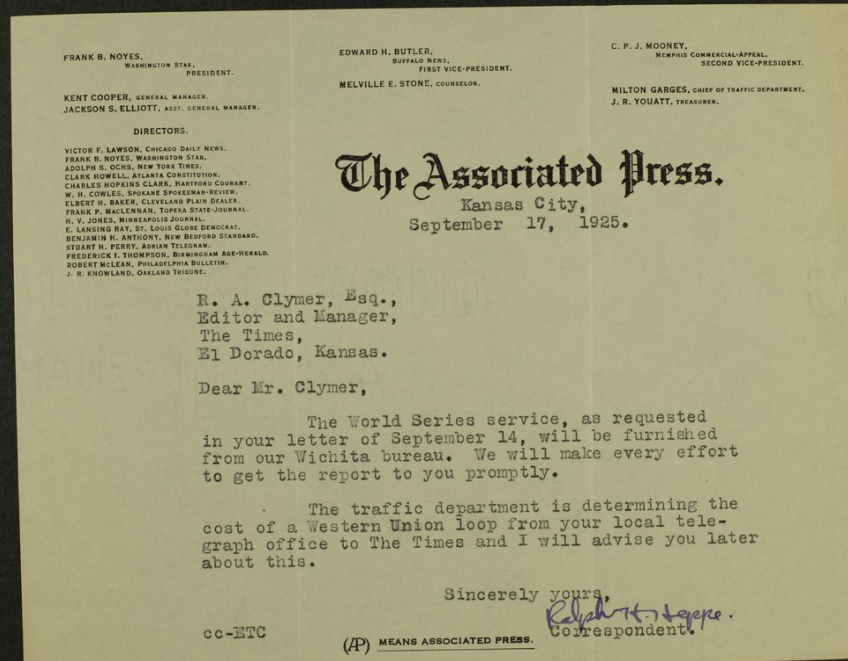 FRANK B. NOYES,
WASHINGTON STAR,
PRESIDENT.
KENT COOPER, GENERAL MANAGER.
JACKSON S. ELLIOTT, ASST. GENERAL MANAGER.
EDWARD H. BUTLER,
BUFFALO NEWS,
FIRST VICE-PRESIDENT.
MELVILLE E. STONE, COUNSELOR.
C. P. J. MOONEY,
MEMPHIS COMMERCIAL-APPEAL,
SECOND VICE-PRESIDENT.
MILTON GARGES, CHIEF OF TRAFFIC DEPARTMENT.
J. R. YOUATT, TREASURER.
DIRECTORS.
VICTOR F. LAWSON, CHICAGO DAILY NEWS.
FRANK B. NOYES, WASHINGTON STAR.
ADOLPH S. OCHS, NEW YORK TIMES.
CLARK HOWELL, ATLANTA CONSTITUTION.
CHARLES HOPKINS CLARK, HARTFORD COURANT.
W. H. COWLES, SPOKANE SPOKESMAN-REVIEW.
ELBERT H. BAKER, CLEVELAND PLAIN DEALER.
FRANK P. MACLENNAN, TOPEKA STATE-JOURNAL.
H. V. JONES, MINNEAPOLIS JOURNAL.
E. LANSING RAY, ST. LOUIS GLOBE DEMOCRAT.
BENJAMIN H. ANTHONY, NEW BEDFORD STANDARD.
STUART H. PERRY, ADRIAN TELEGRAM.
FREDERICK I. THOMPSON, BIRMINGHAM AGE-HERALD.
ROBERT MCLEAN, PHILADELPHIA BULLETIN.
J. R. KNOWLAND, OAKLAND TRIBUNE.
The Associated Press.
Kansas City,
September 17, 1925.
R. A. Clymer, Esq.,
Editor and Manager,
The Times,
El Dorado, Kansas.
Dear Mr. Clymer,
The World Series service, as requested
in your letter of September 14, will be furnished
from our Wichita bureau. We will make every effort
to get the report to you promptly.
The traffic department is determining the
cost of a Western Union loop from your local tele-
graph office to The Times and I will advise you later
about this.
Sincerely yours,
Ralph H. Heppe.
Correspondent.
cc-ETC
(AP) MEANS ASSOCIATED PRESS.